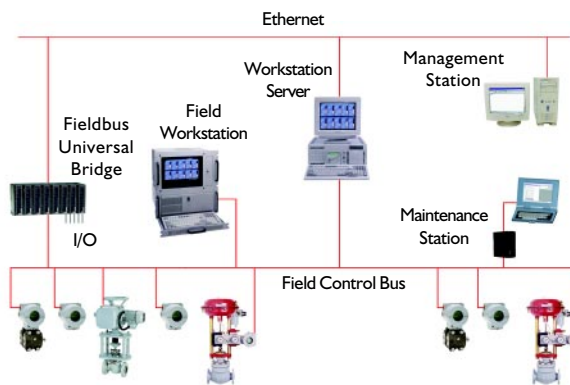 Ethernet
Workstation
Server
Management
Station
Fieldbus
Universal
Bridge
Field
Workstation
I/O
Maintenance
Station
Field Control Bus